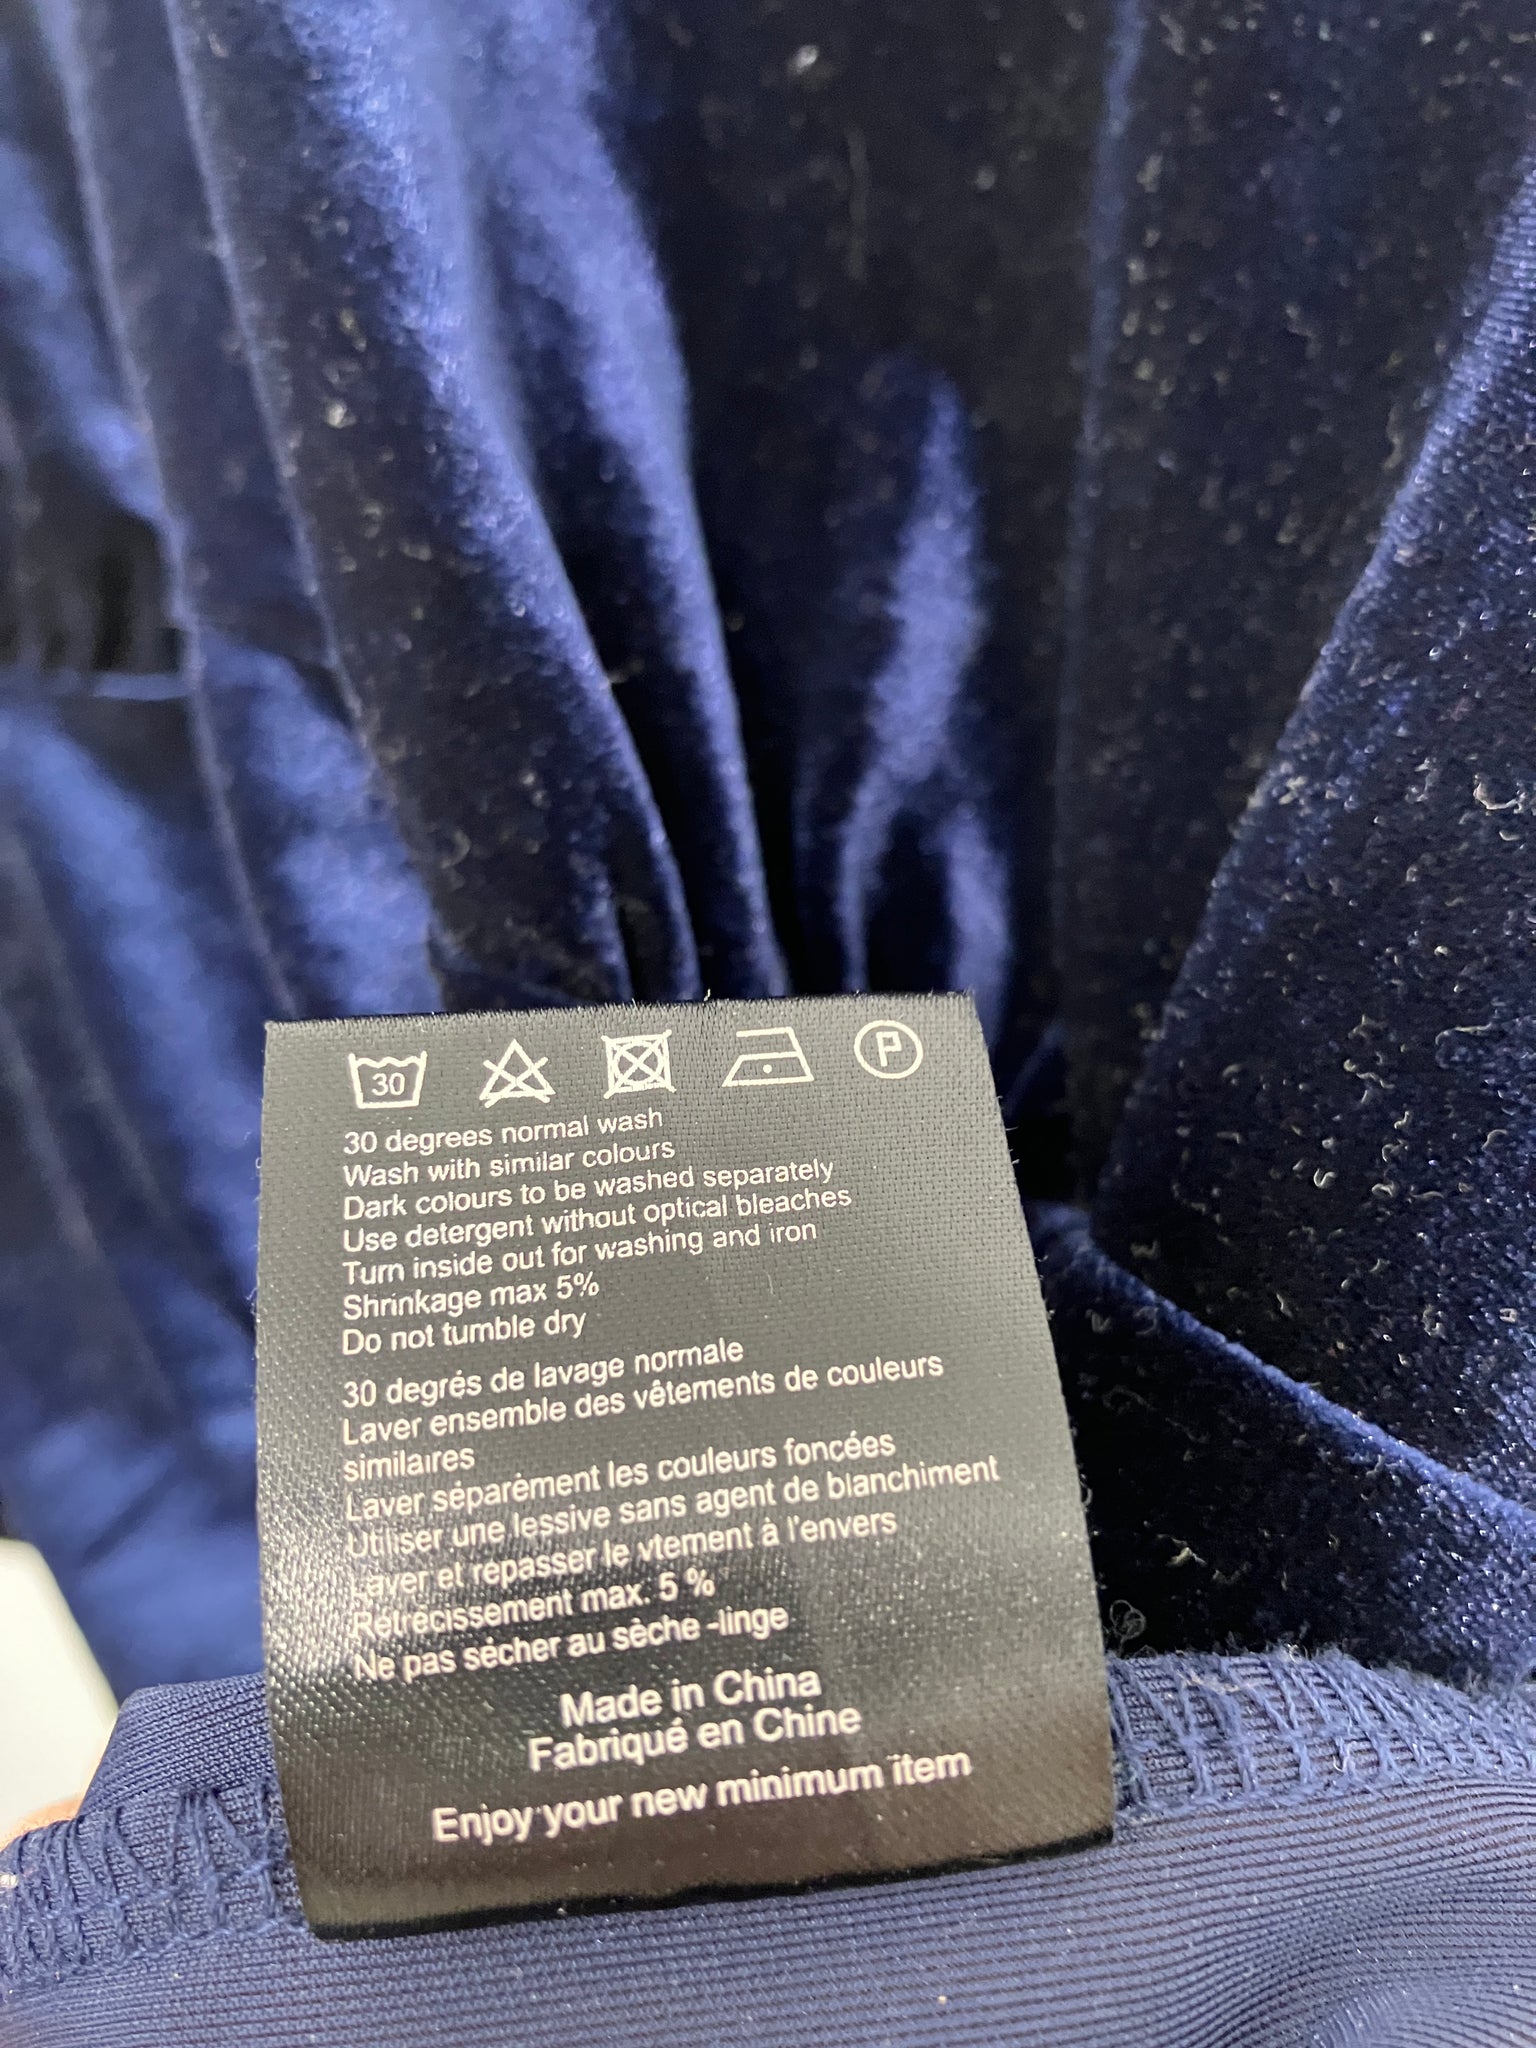 30
P
30 degrees normal wash
Wash with similar colours
Dark colours to be washed separately
Use detergent without optical bleaches
Turn inside out for washing and iron
Shrinkage max 5%
Do not tumble dry
30 degrés de lavage normale
Laver ensemble des vêtements de couleurs
similaires
Laver séparément les couleurs foncées
Utiliser une lessive sans agent de blanchiment
Laver et repasser le vtement à l'envers
Rétrécissement max. 5 %
Ne pas sécher au sèche -linge
Made in China
Fabriqué en Chine
Enjoy your new minimum item